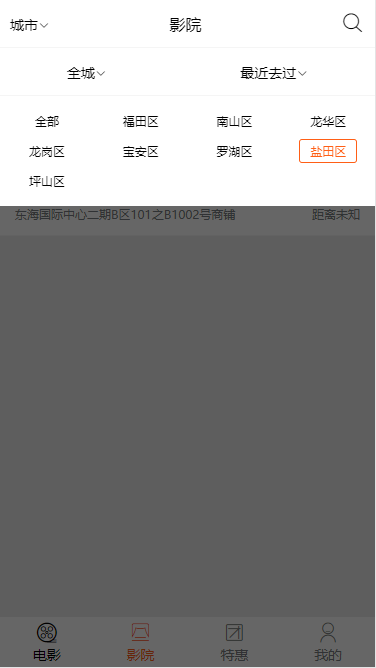 城市 影院
全城 最近去过
全部 福田区 南山区 龙华区
龙岗区 宝安区 罗湖区 盐田区
坪山区
东海国际中心二期B区101之B1002号商铺 距离未知
电影 影院 特惠 我的